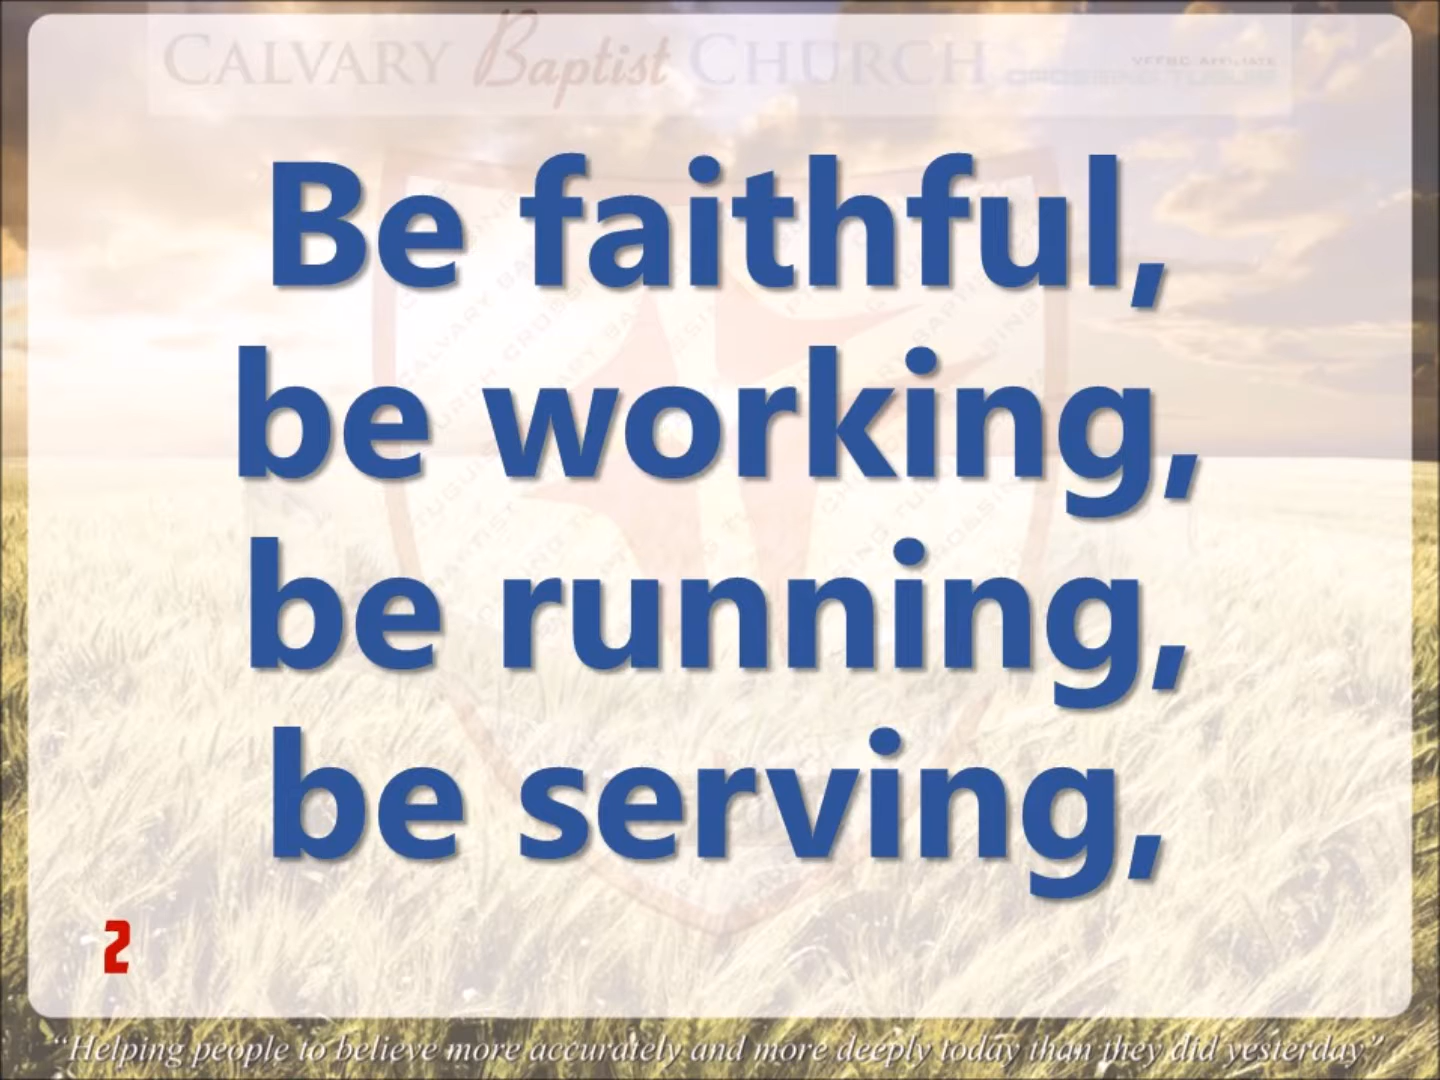 CALVARY Baptist CHURCH
Be faithful,
be working,
be running,
be serving,
2
“Helping people to believe more accurately and more deeply today than they did yesterday”